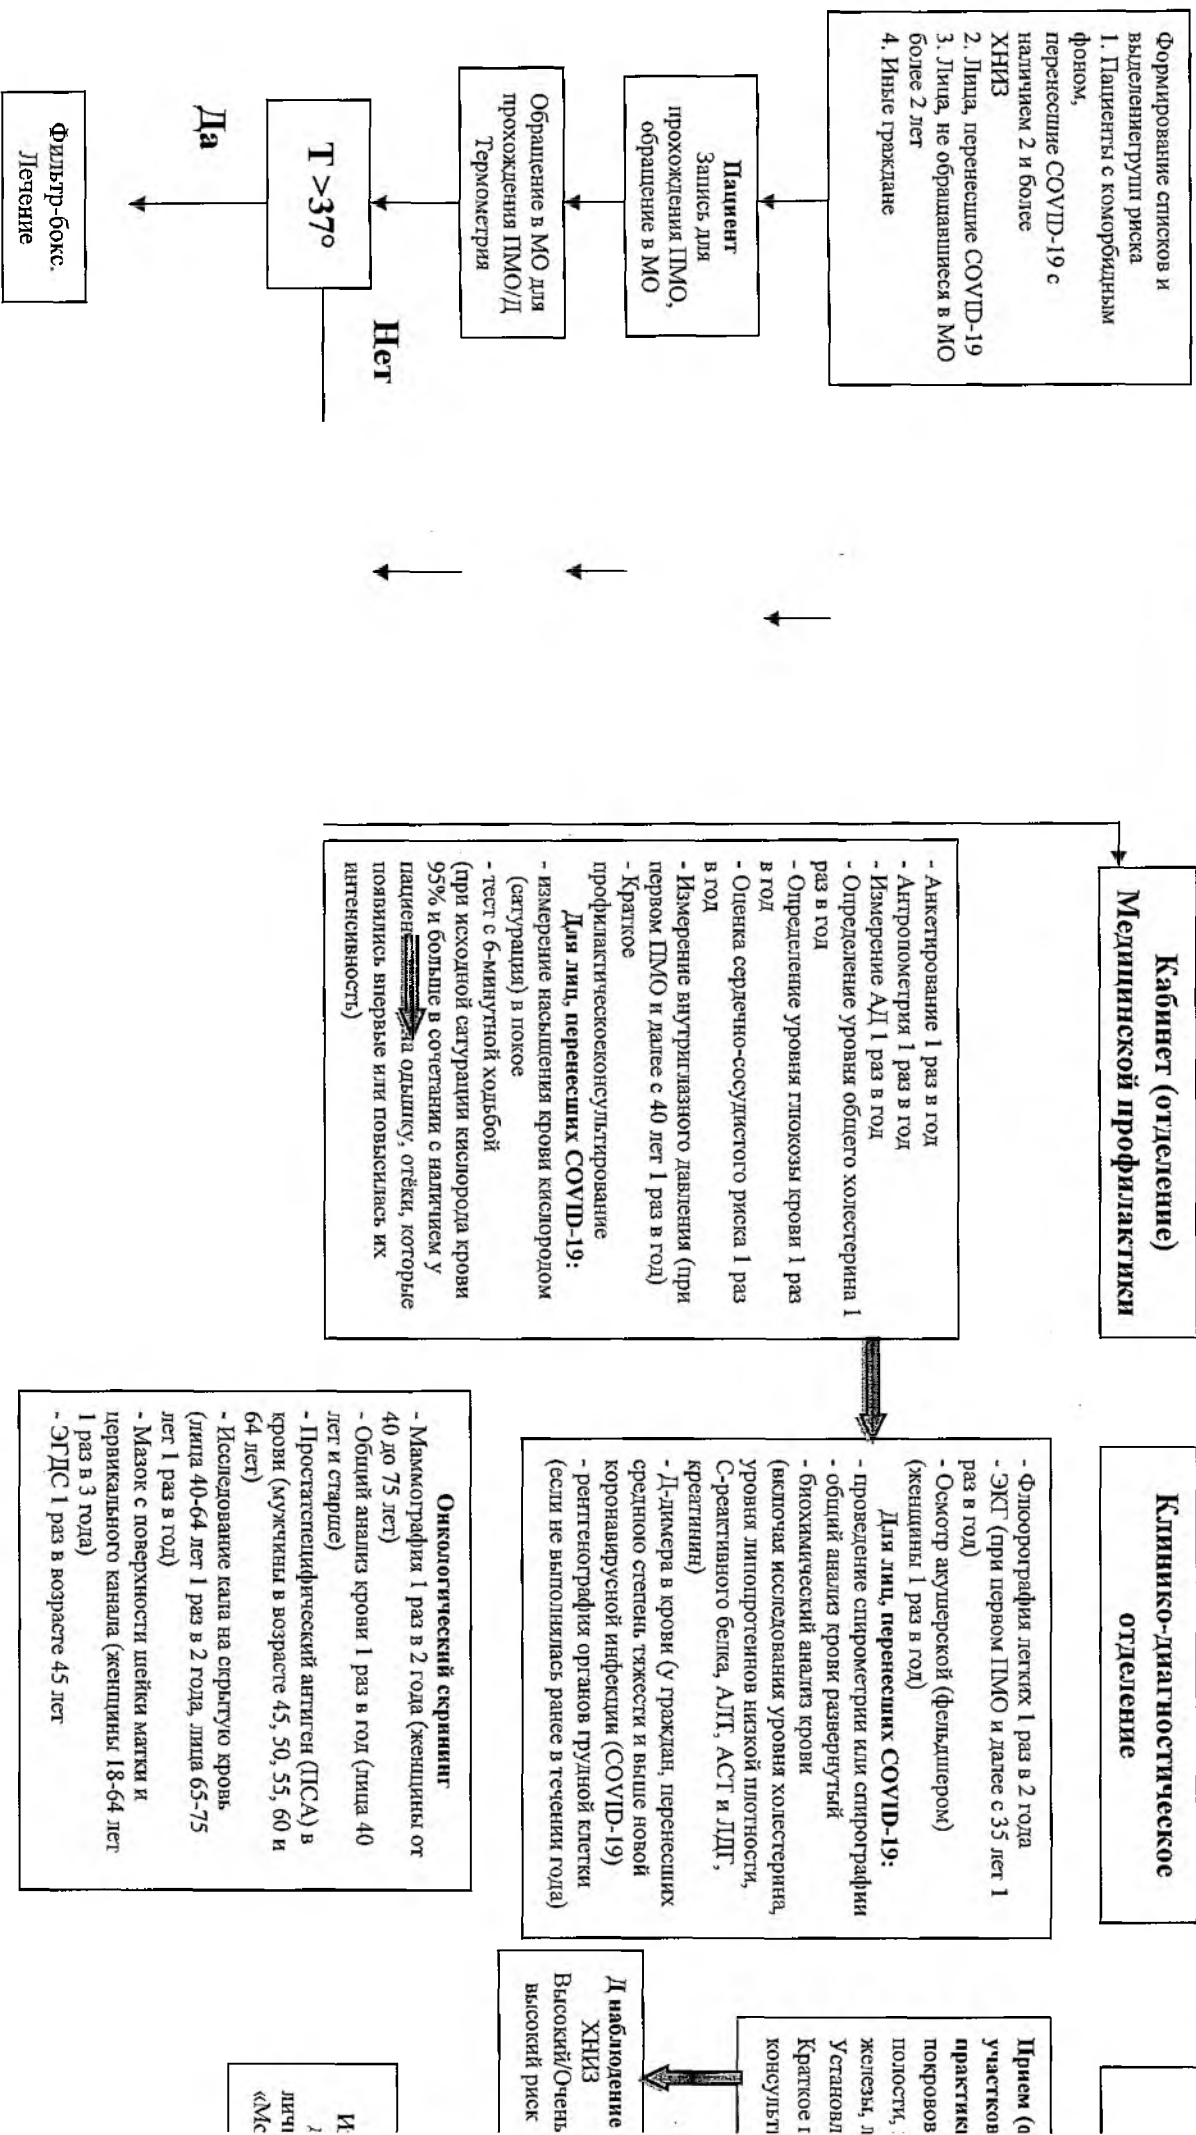 Формирование списков и
выделениегрупп риска
1. Пациенты с коморбидным
фоном,
перенесшие COVID-19 с
наличием 2 и более
ХНИЗ
2. Лица, перенесшие COVID-19
3. Лица, не обращавшиеся в МО
более 2 лет
4. Иные граждане
Пациент
Запись для
прохождения ПМО,
обращение в МО
Обращение в МО для
прохождения ПМО/Д
Термометрия
Т >37°
Да
Нет
Фильтр-бокс.
Лечение
Кабинет (отделение)
Медицинской профилактики
- Анкетирование 1 раз в год
- Антропометрия 1 раз в год
- Измерение АД 1 раз в год
- Определение уровня общего холестерина 1
раз в год
- Определение уровня глюкозы крови 1 раз
в год
- Оценка сердечно-сосудистого риска 1 раз
в год
- Измерение внутриглазного давления (при
первом ПМО и далее с 40 лет 1 раз в год)
- Краткое
профилактическоеконсультирование
Для лиц, перенесших COVID-19:
- измерение насыщения крови кислородом
(сатурация) в покое
- тест с 6-минутной ходьбой
(при исходной сатурации кислорода крови
95% и больше в сочетании с наличием у
пациен на одышку, отёки, которые
появились впервые или повысилась их
интенсивность)
Клинико-диагностическое
отделение
- Флюорография легких 1 раз в 2 года
- ЭКГ (при первом ПМО и далее с 35 лет 1
раз в год)
- Осмотр акушерской (фельдшером)
(женщины 1 раз в год)
Для лиц, перенесших COVID-19:
- проведение спирометрии или спирографии
- общий анализ крови развернутый
- биохимический анализ крови
(включая исследования уровня холестерина,
уровня липопротеинов низкой плотности,
С-реактивного белка, АЛТ, АСТ и ЛДГ,
креатинин)
- Д-димера в крови (у граждан, перенесших
среднюю степень тяжести и выше новой
коронавирусной инфекции (COVID-19)
- рентгенография органов грудной клетки
(если не выполнялась ранее в течении года)
Онкологический скрининг
- Маммография 1 раз в 2 года (женщины от
40 до 75 лет)
- Общий анализ крови 1 раз в год (лица 40
лет и старше)
- Простатспецифический антиген (ПСА) в
крови (мужчины в возрасте 45, 50, 55, 60 и
64 лет)
- Исследование кала на скрытую кровь
(лица 40-64 лет 1 раз в 2 года, лица 65-75
лет 1 раз в год)
- Мазок с поверхности шейки матки и
цервикального канала (женщины 18-64 лет
1 раз в 3 года)
- ЭГДС 1 раз в возрасте 45 лет
Прием (о
участков
практики
покровов
полости,
железы, л
Установл
Краткое п
консульт
Д наблюдение
ХНИЗ
Высокий/Очень
высокий риск
И
личн
«Мо